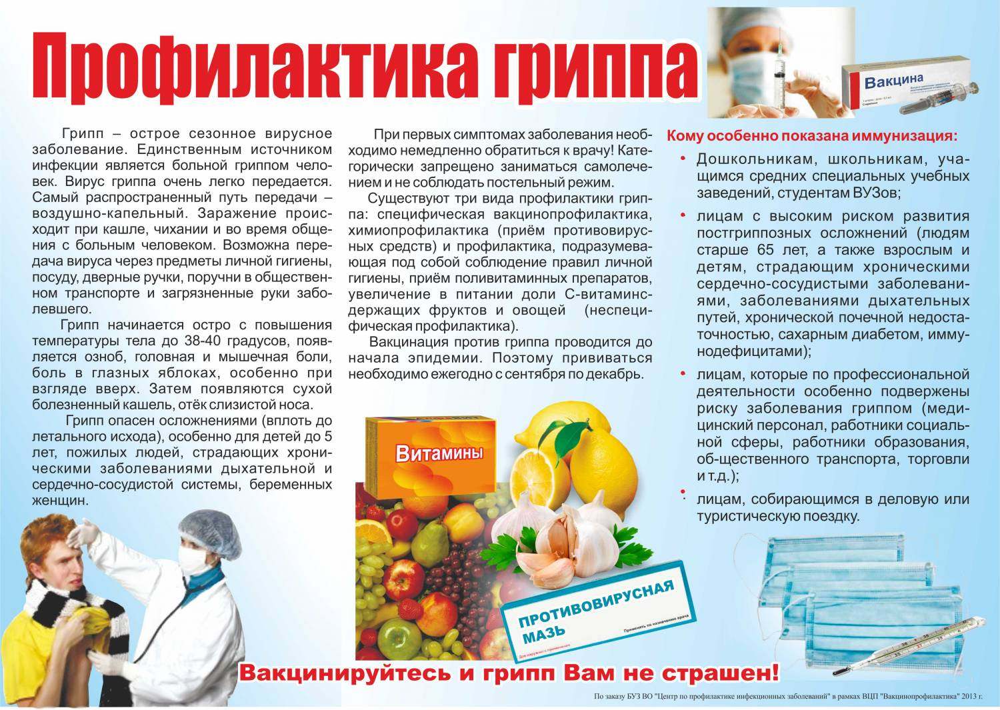 Профилактика гриппа
Вакцина
Грипп – острое сезонное вирусное
заболевание. Единственным источником
инфекции является больной гриппом чело-
век. Вирус гриппа очень легко передается.
Самый распространенный путь передачи –
воздушно-капельный. Заражение проис-
ходит при кашле, чихании и во время обще-
ния с больным человеком. Возможна пере-
дача вируса через предметы личной гигиены,
посуду, дверные ручки, поручни в обществен-
ном транспорте и загрязненные руки забо-
левшего.
Грипп начинается остро с повышения
температуры тела до 38-40 градусов, появ-
ляется озноб, головная и мышечная боли,
боль в глазных яблоках, особенно при
взгляде вверх. Затем появляются сухой
болезненный кашель, отёк слизистой носа.
Грипп опасен осложнениями (вплоть до
летального исхода), особенно для детей до 5
лет, пожилых людей, страдающих хрони-
ческими заболеваниями дыхательной и
сердечно-сосудистой системы, беременных
женщин.
При первых симптомах заболевания необ-
ходимо немедленно обратиться к врачу! Кате-
горически запрещено заниматься самолече-
нием и не соблюдать постельный режим.
Существуют три вида профилактики грип-
па: специфическая вакцинопрофилактика,
химиопрофилактика (приём противовирус-
ных средств) и профилактика, подразумева-
ющая под собой соблюдение правил личной
гигиены, приём поливитаминных препаратов,
увеличение в питании доли С-витаминс-
держащих фруктов и овощей (неспеци-
фическая профилактика).
Вакцинация против гриппа проводится до
начала эпидемии. Поэтому прививаться
необходимо ежегодно с сентября по декабрь.
Витамины
ПРОТИВОВИРУСНАЯ
МАЗЬ
Применять по назначению врача
Для наружного применения
Кому особенно показана иммунизация:
• Дошкольникам, школьникам, уча-
щимся средних специальных учебных
заведений, студентам ВУЗов;
• лицам с высоким риском развития
постгриппозных осложнений (людям
старше 65 лет, а также взрослым и
детям, страдающим хроническими
сердечно-сосудистыми заболевани-
ями, заболеваниями дыхательных
путей, хронической почечной недоста-
точностью, сахарным диабетом, имму-
нодефицитами);
• лицам, которые по профессиональной
деятельности особенно подвержены
риску заболевания гриппом (меди-
цинский персонал, работники социаль-
ной сферы, работники образования,
об-щественного транспорта, торговли
и т.д.);
• лицам, собирающимся в деловую или
туристическую поездку.
Вакцинируйтесь и грипп Вам не страшен!
По заказу БУЗ ВО "Центр по профилактике инфекционных заболеваний" в рамках ВЦП "Вакцинопрофилактика" 2013 г.